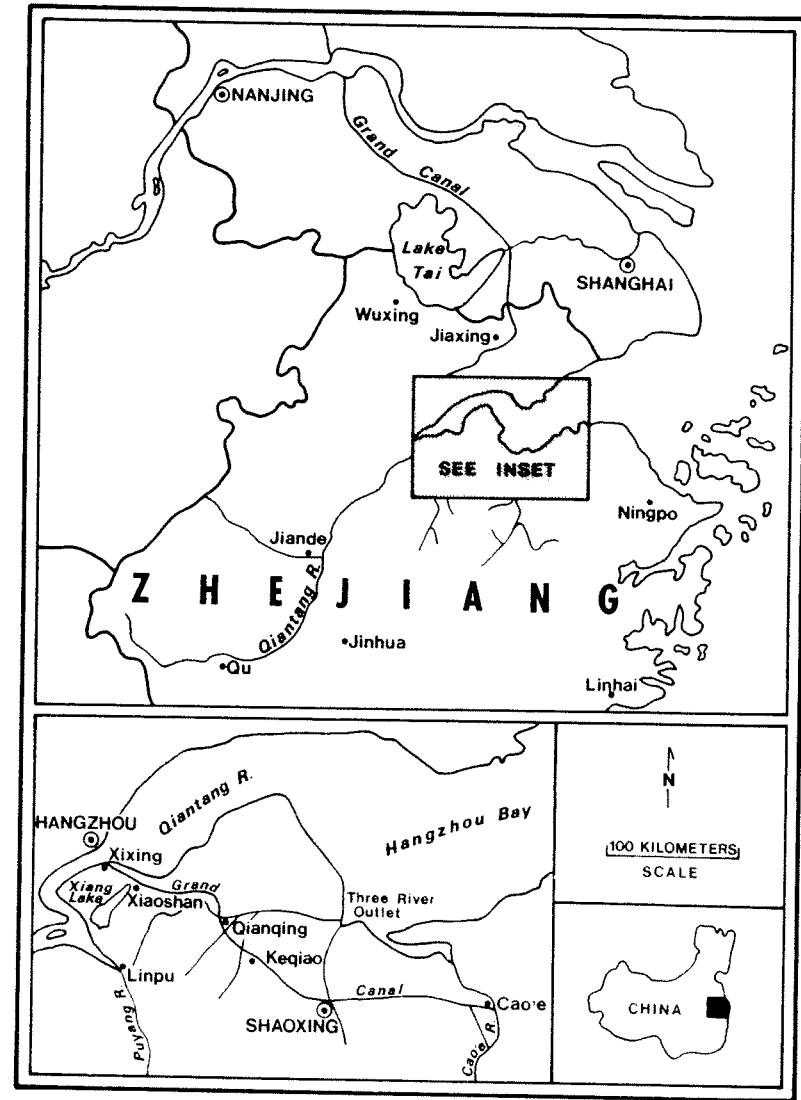 NANJING
Grand Canal
Lake
Tai
SHANGHAI
Wuxing
Jiaxing
SEE INSET
Ningpo
Jiande
ZHEJIANG
Qiantang R.
Jinhua
Qu
Linhai
Qiantang R.
HANGZHOU
Hangzhou Bay
Xixing
Xiang
Lake
Grand
Xiaoshan
Three River
Outlet
Qianqing
Keqiao
Linpu
Canal
Cao'e
SHAOXING
Puyang R.
Cao'e R.
N
100 KILOMETERS
SCALE
CHINA